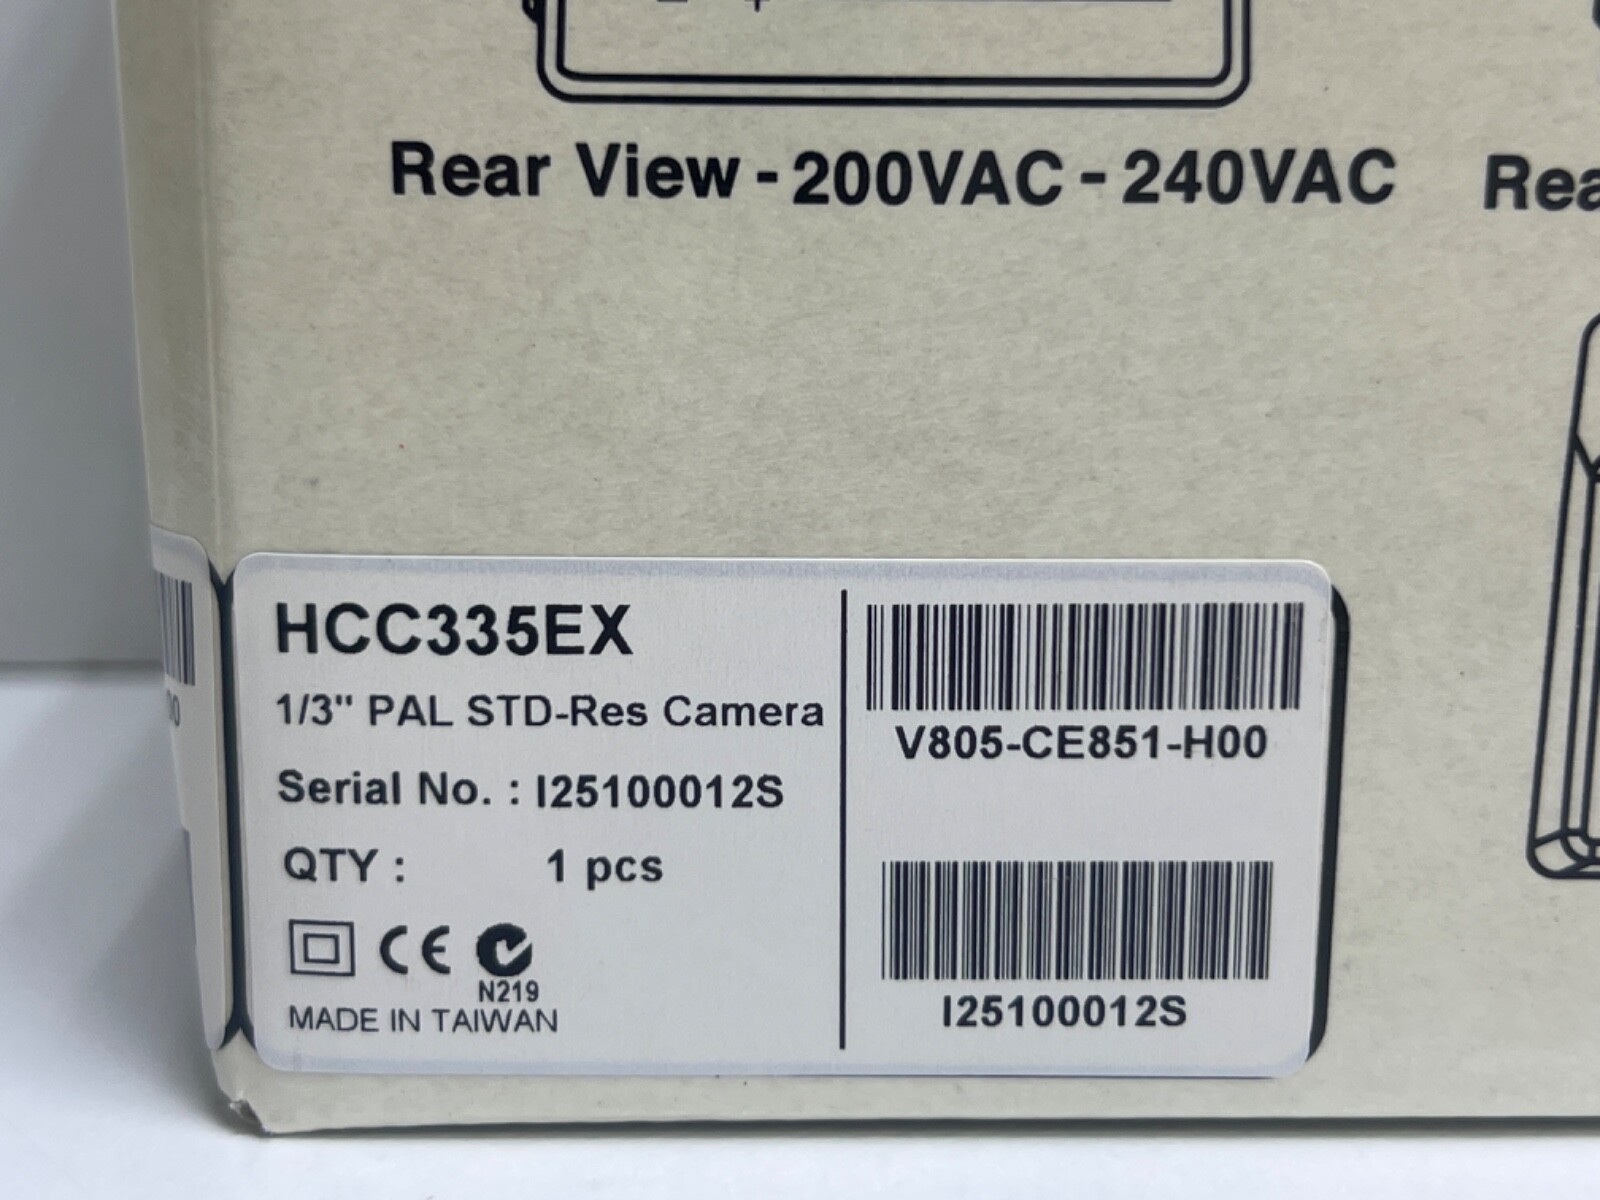 Rear View - 200VAC - 240VAC
HCC335EX
1/3" PAL STD-Res Camera
Serial No. : I25100012S
QTY : 1 pcs
CE
N219
MADE IN TAIWAN
V805-CE851-H00
I25100012S